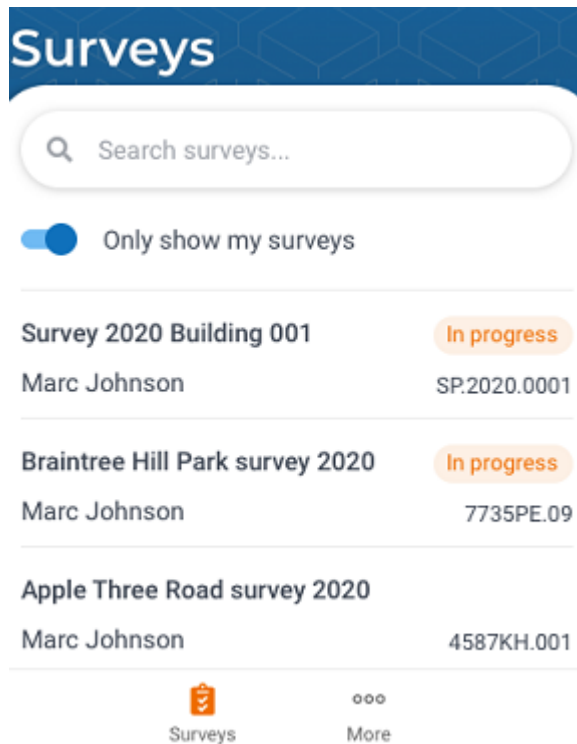 Surveys
Search surveys...
Only show my surveys
Survey 2020 Building 001 In progress
Marc Johnson SP.2020.0001
Braintree Hill Park survey 2020 In progress
Marc Johnson 7735PE.09
Apple Three Road survey 2020
Marc Johnson 4587KH.001
Surveys More